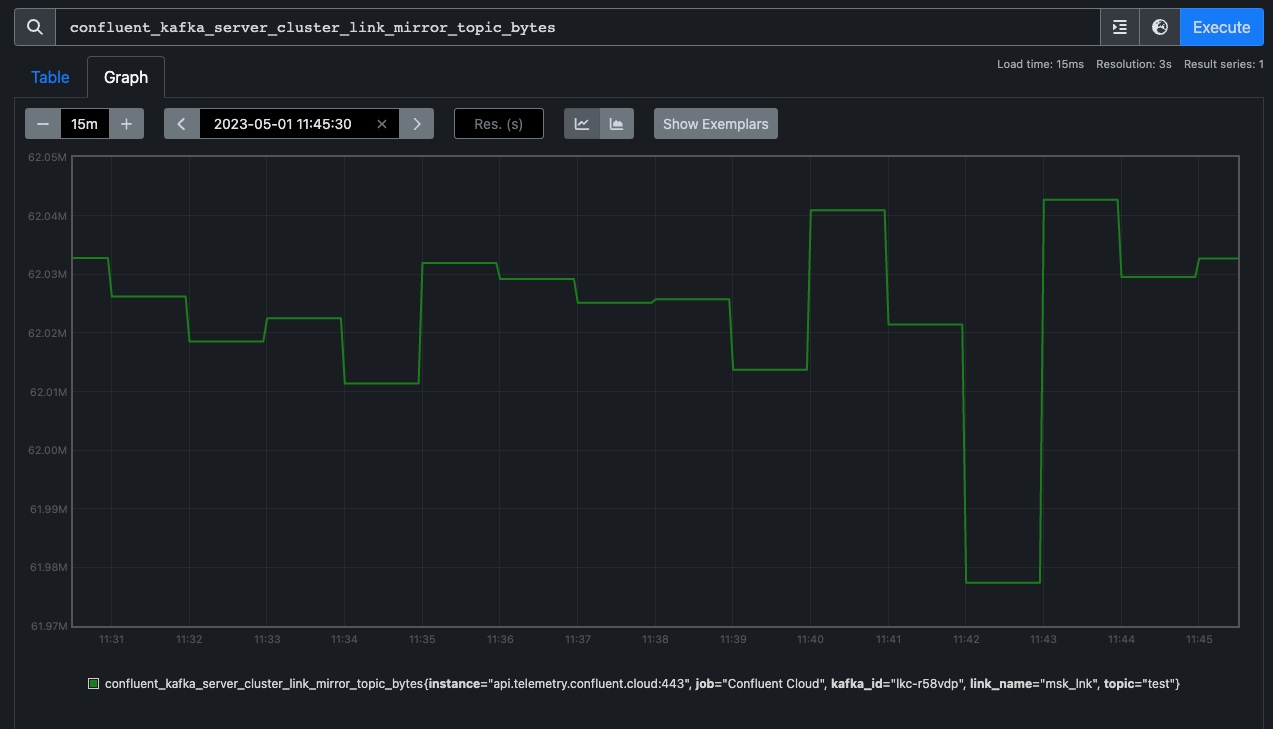 confluent_kafka_server_cluster_link_mirror_topic_bytes
Execute
Table
Graph
Load time: 15ms Resolution: 3s Result series: 1
− 15m + 2023-05-01 11:45:30 × Res. (s) Show Exemplars
62.05M
62.04M
62.03M
62.02M
62.01M
62.00M
61.99M
61.98M
61.97M
11:31 11:32 11:33 11:34 11:35 11:36 11:37 11:38 11:39 11:40 11:41 11:42 11:43 11:44 11:45
confluent_kafka_server_cluster_link_mirror_topic_bytes{instance="api.telemetry.confluent.cloud:443", job="Confluent Cloud", kafka_id="lkc-r58vdp", link_name="msk_lnk", topic="test"}